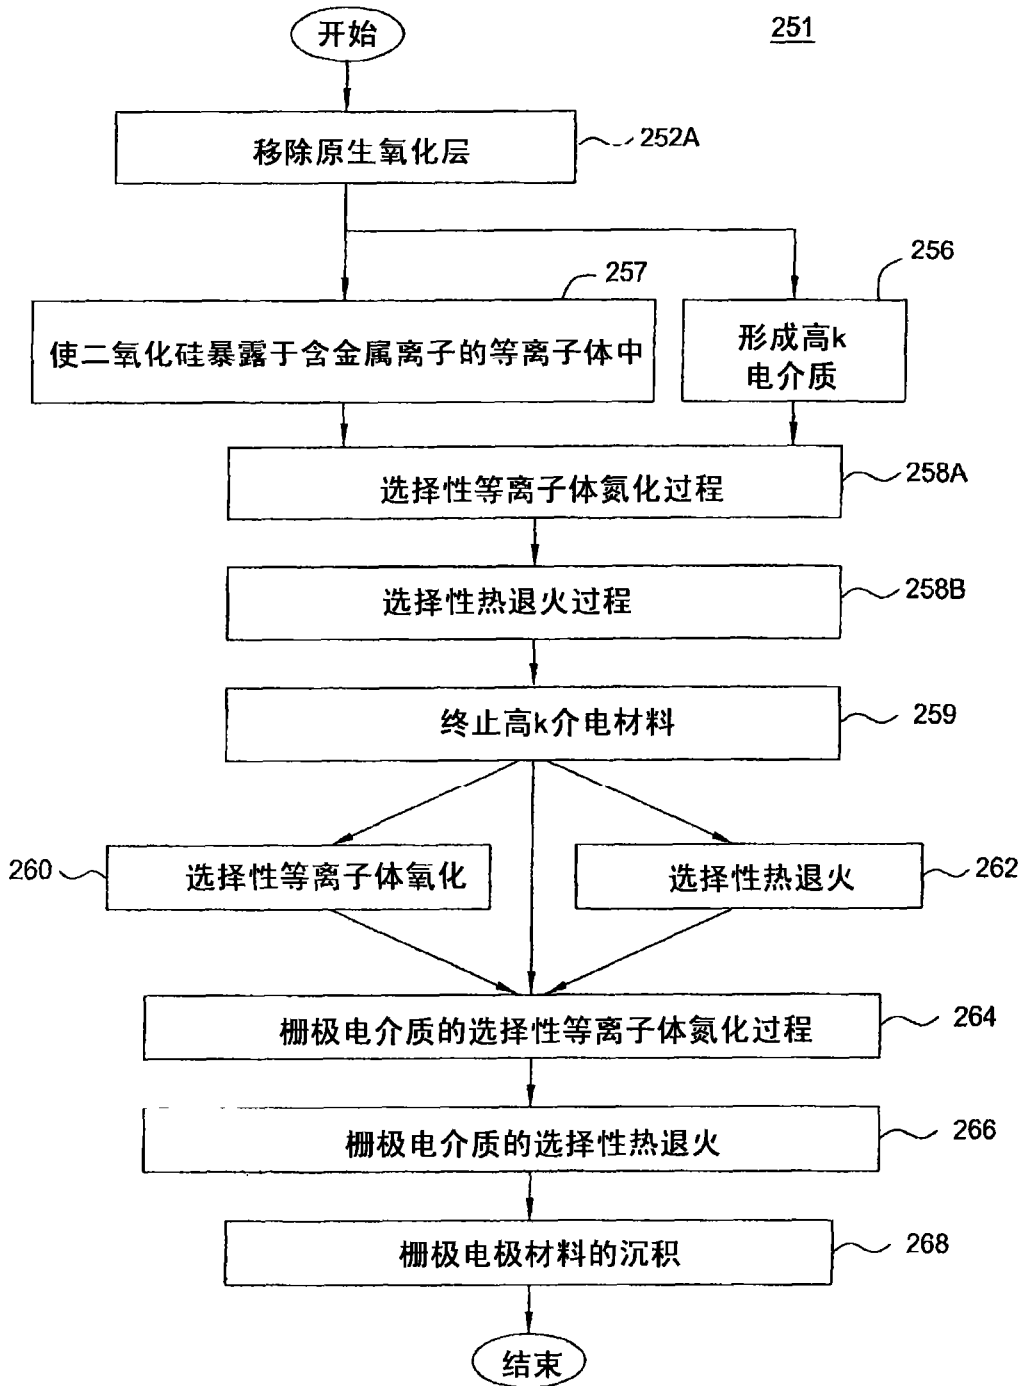 开始
251
移除原生氧化层
252A
257
256
使二氧化硅暴露于含金属离子的等离子体中
形成高k
电介质
选择性等离子体氮化过程
258A
选择性热退火过程
258B
终止高k介电材料
259
260
选择性等离子体氧化
选择性热退火
262
栅极电介质的选择性等离子体氮化过程
264
栅极电介质的选择性热退火
266
栅极电极材料的沉积
268
结束